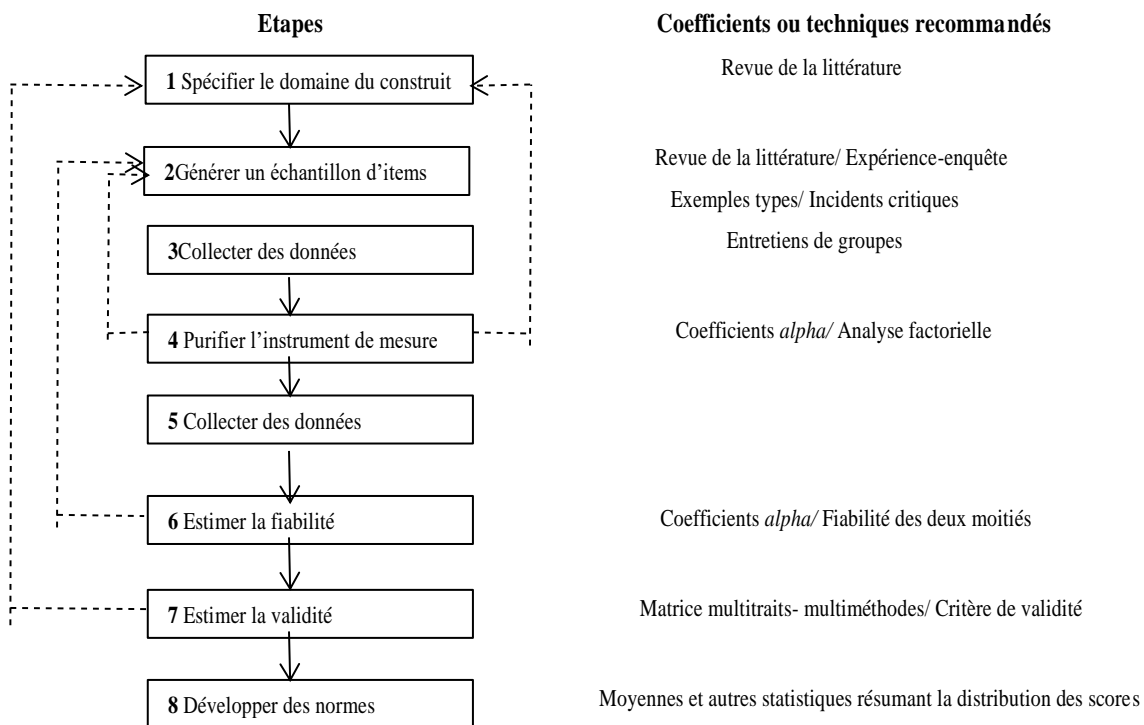 Etapes
Coefficients ou techniques recommandés
1 Spécifier le domaine du construit
Revue de la littérature
2Générer un échantillon d'items
Revue de la littérature/ Expérience-enquête
Exemples types/ Incidents critiques
3Collecter des données
Entretiens de groupes
4 Purifier l'instrument de mesure
Coefficients alpha/ Analyse factorielle
5 Collecter des données
6 Estimer la fiabilité
Coefficients alpha/ Fiabilité des deux moitiés
7 Estimer la validité
Matrice multitraits- multiméthodes/ Critère de validité
8 Développer des normes
Moyennes et autres statistiques résumant la distribution des scores